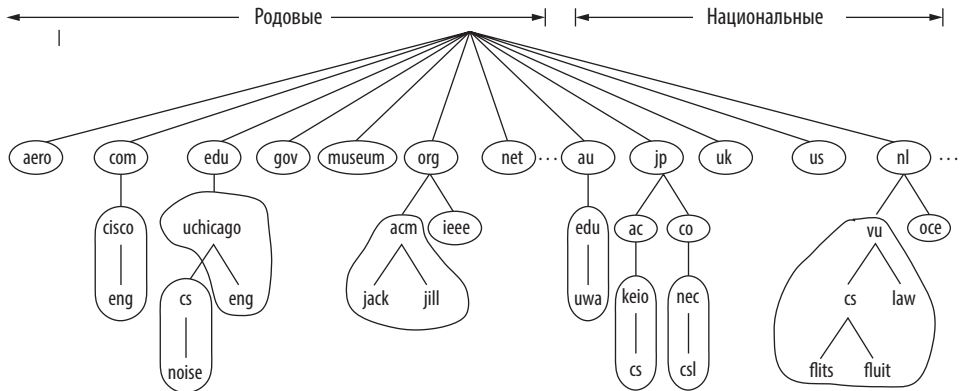 Родовые Национальные
aero com edu gov museum org net ... au jp uk us nl ...
cisco uchicago acm ieee edu ac co vu oce
eng cs eng jack jill uwa keio nec cs law
noise cs csl flits fluit